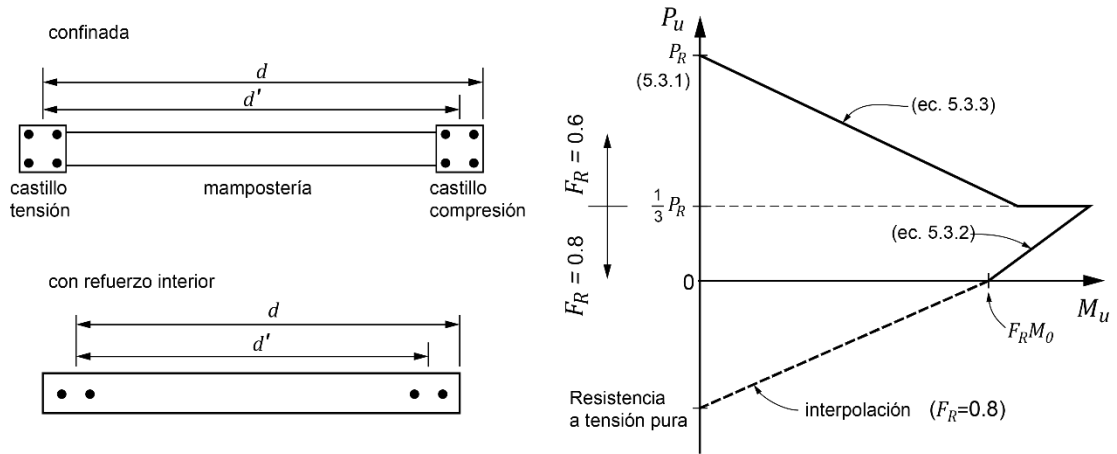 confinada
d
d'
castillo
tensión
mampostería
castillo
compresión
con refuerzo interior
d
d'
P_u
P_R
(5.3.1)
(ec. 5.3.3)
F_R = 0.6
1/3 P_R
(ec. 5.3.2)
F_R = 0.8
0
M_u
F_R M_0
Resistencia
a tensión pura
interpolación (F_R=0.8)